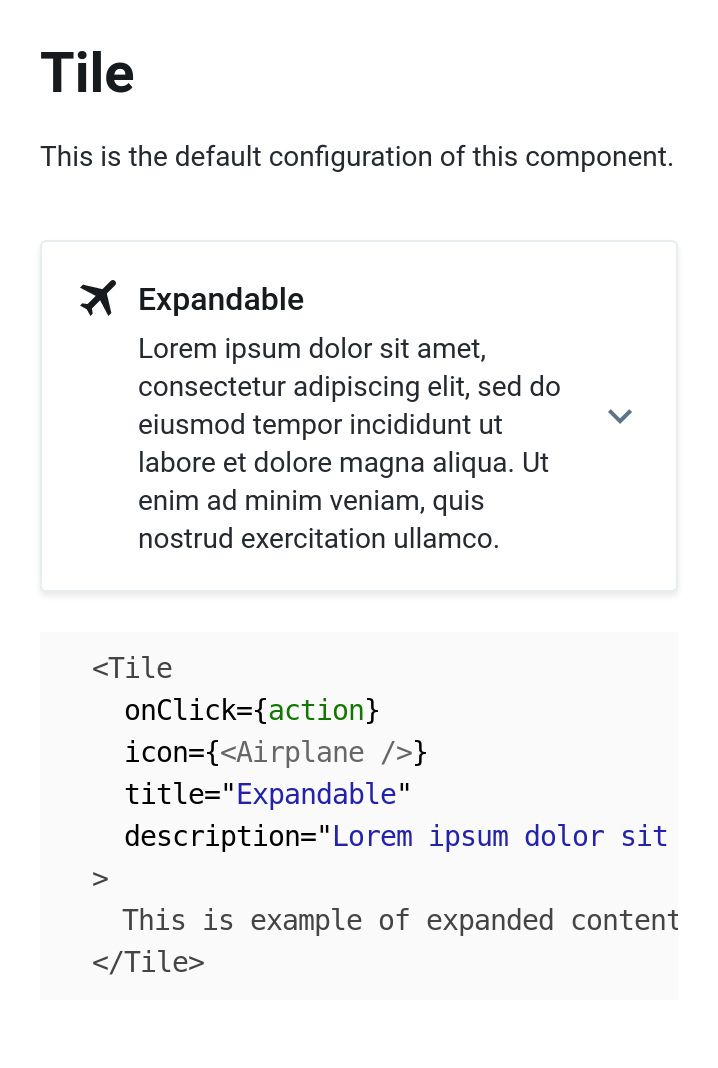 Tile
This is the default configuration of this component.
Expandable
Lorem ipsum dolor sit amet,
consectetur adipiscing elit, sed do
eiusmod tempor incididunt ut
labore et dolore magna aliqua. Ut
enim ad minim veniam, quis
nostrud exercitation ullamco.
<Tile
onClick={action}
icon={<Airplane />}
title="Expandable"
description="Lorem ipsum dolor sit
>
This is example of expanded content
</Tile>